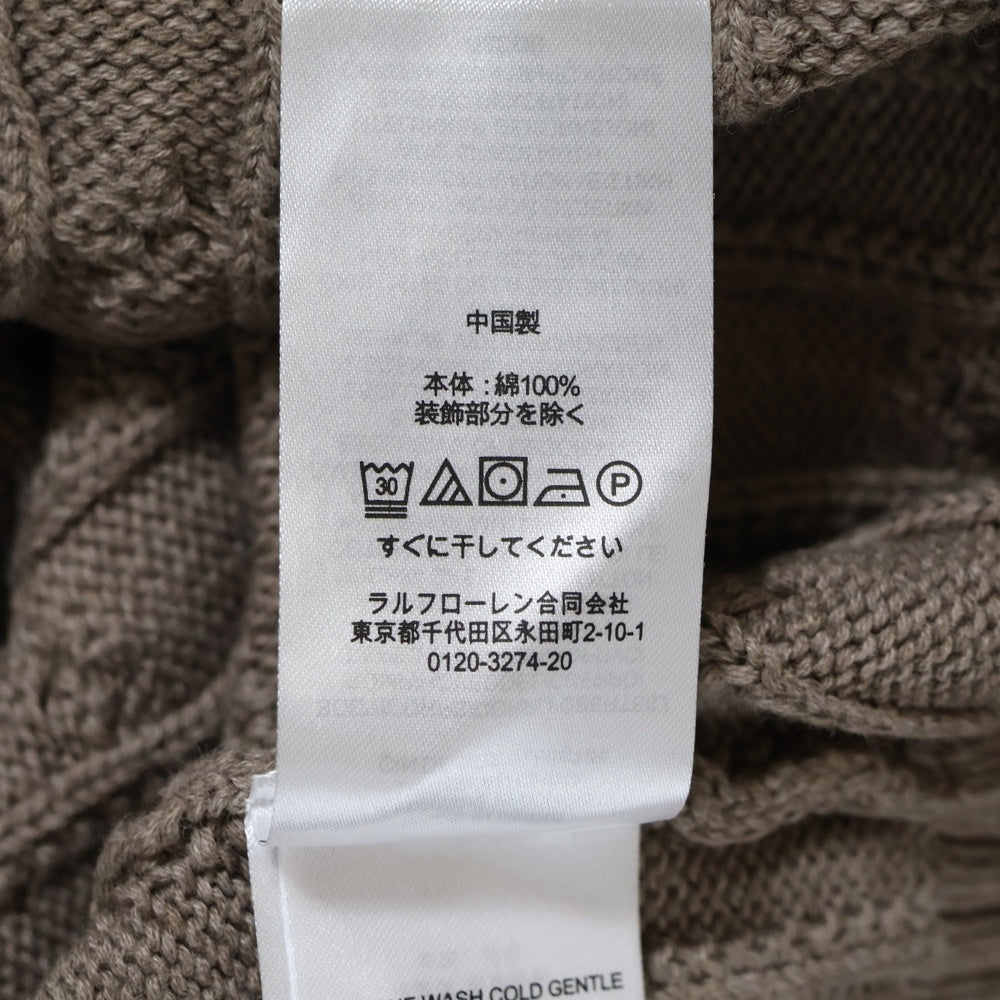 中国製
本体 : 綿100%
装飾部分を除く
30 P
すぐに干してください
ラルフローレン合同会社
東京都千代田区永田町2-10-1
0120-3274-20
WASH COLD GENTLE